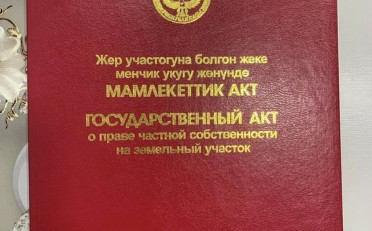 Жер участогуна болгон жеке
менчик укугу жөнүндө
МАМЛЕКЕТТИК АКТ
ГОСУДАРСТВЕННЫЙ АКТ
о праве частной собственности
на земельный участок